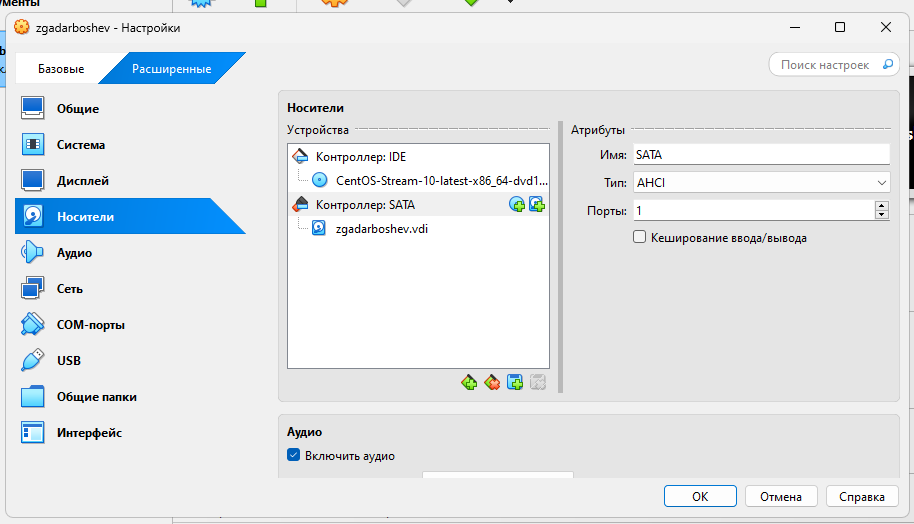 zgadarboshev - Настройки
Базовые
Расширенные
Поиск настроек
Общие
Система
Дисплей
Носители
Аудио
Сеть
COM-порты
USB
Общие папки
Интерфейс
Носители
Устройства
Контроллер: IDE
CentOS-Stream-10-latest-x86_64-dvd1...
Контроллер: SATA
zgadarboshev.vdi
Атрибуты
Имя: SATA
Тип: AHCI
Порты: 1
Кеширование ввода/вывода
Аудио
Включить аудио
OK
Отмена
Справка